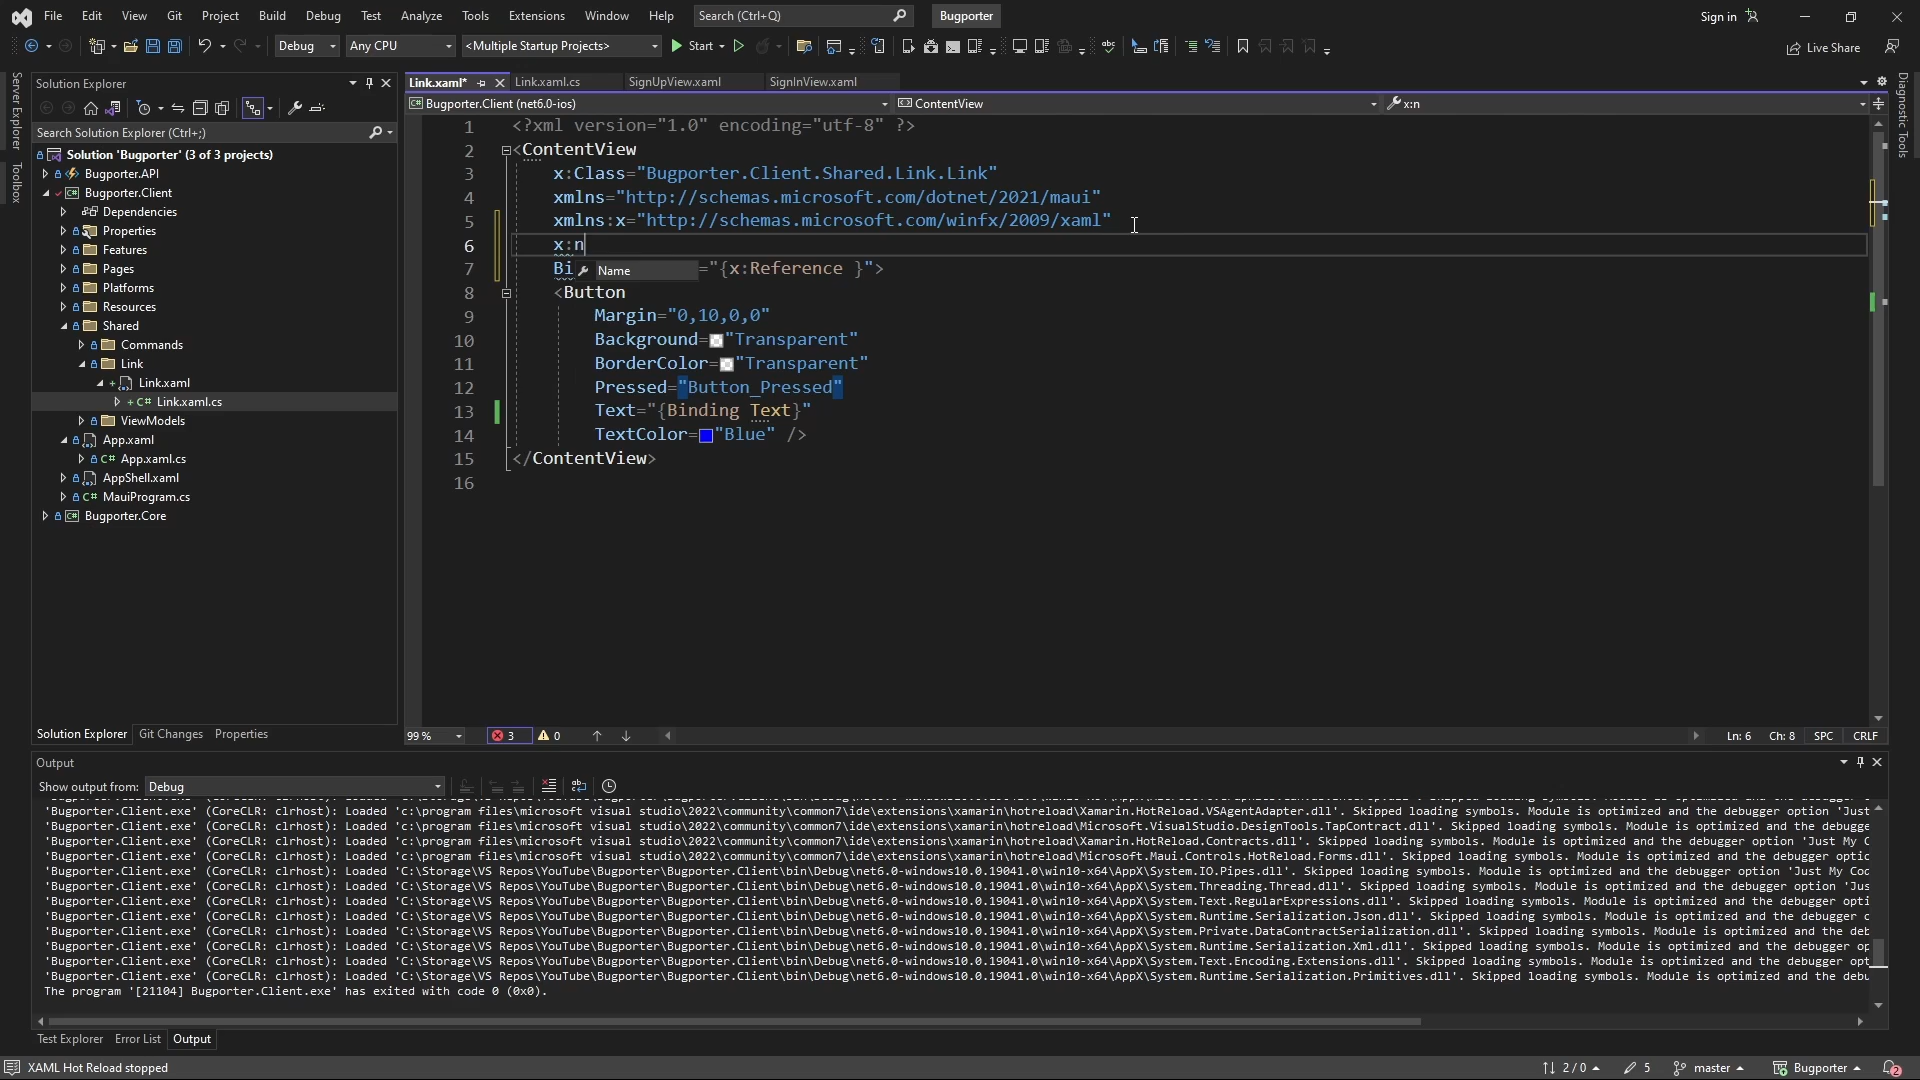 File Edit View Git Project Build Debug Test Analyze Tools Extensions Window Help Search (Ctrl+Q) Bugporter Sign in
Debug Any CPU <Multiple Startup Projects> Start Live Share
Server Explorer
Toolbox
Solution Explorer
Search Solution Explorer (Ctrl+;)
Solution 'Bugporter' (3 of 3 projects)
Bugporter.API
Bugporter.Client
Dependencies
Properties
Features
Pages
Platforms
Resources
Shared
Commands
Link
Link.xaml
Link.xaml.cs
ViewModels
App.xaml
App.xaml.cs
AppShell.xaml
MauiProgram.cs
Bugporter.Core
Solution Explorer Git Changes Properties
Link.xaml* Link.xaml.cs SignUpView.xaml SignInView.xaml
Bugporter.Client (net6.0-ios) ContentView x:n
1 <?xml version="1.0" encoding="utf-8" ?>
2 <ContentView
3 x:Class="Bugporter.Client.Shared.Link.Link"
4 xmlns="http://schemas.microsoft.com/dotnet/2021/maui"
5 xmlns:x="http://schemas.microsoft.com/winfx/2009/xaml"
6 x:n
7 Bi Name ="{x:Reference }">
8 <Button
9 Margin="0,10,0,0"
10 Background="Transparent"
11 BorderColor="Transparent"
12 Pressed="Button_Pressed"
13 Text="{Binding Text}"
14 TextColor="Blue" />
15 </ContentView>
16
99 % 3 0 Ln: 6 Ch: 8 SPC CRLF
Diagnostic Tools
Output
Show output from: Debug
'Bugporter.Client.exe' (CoreCLR: clrhost): Loaded 'c:\program files\microsoft visual studio\2022\community\common7\ide\extensions\xamarin\hotreload\Xamarin.HotReload.VSAgentAdapter.dll'. Skipped loading symbols. Module is optimized and the debugger option 'Just
'Bugporter.Client.exe' (CoreCLR: clrhost): Loaded 'c:\program files\microsoft visual studio\2022\community\common7\ide\extensions\xamarin\hotreload\Microsoft.VisualStudio.DesignTools.TapContract.dll'. Skipped loading symbols. Module is optimized and the debugge
'Bugporter.Client.exe' (CoreCLR: clrhost): Loaded 'c:\program files\microsoft visual studio\2022\community\common7\ide\extensions\xamarin\hotreload\Xamarin.HotReload.Contracts.dll'. Skipped loading symbols. Module is optimized and the debugger option 'Just My C
'Bugporter.Client.exe' (CoreCLR: clrhost): Loaded 'c:\program files\microsoft visual studio\2022\community\common7\ide\extensions\xamarin\hotreload\Microsoft.Maui.Controls.HotReload.Forms.dll'. Skipped loading symbols. Module is optimized and the debugger optic
'Bugporter.Client.exe' (CoreCLR: clrhost): Loaded 'C:\Storage\VS Repos\YouTube\Bugporter\Bugporter.Client\bin\Debug\net6.0-windows10.0.19041.0\win10-x64\AppX\System.IO.Pipes.dll'. Skipped loading symbols. Module is optimized and the debugger option 'Just My Coc
'Bugporter.Client.exe' (CoreCLR: clrhost): Loaded 'C:\Storage\VS Repos\YouTube\Bugporter\Bugporter.Client\bin\Debug\net6.0-windows10.0.19041.0\win10-x64\AppX\System.Threading.Thread.dll'. Skipped loading symbols. Module is optimized and the debugger option 'Jus
'Bugporter.Client.exe' (CoreCLR: clrhost): Loaded 'C:\Storage\VS Repos\YouTube\Bugporter\Bugporter.Client\bin\Debug\net6.0-windows10.0.19041.0\win10-x64\AppX\System.Text.RegularExpressions.dll'. Skipped loading symbols. Module is optimized and the debugger opti
'Bugporter.Client.exe' (CoreCLR: clrhost): Loaded 'C:\Storage\VS Repos\YouTube\Bugporter\Bugporter.Client\bin\Debug\net6.0-windows10.0.19041.0\win10-x64\AppX\System.Runtime.Serialization.Json.dll'. Skipped loading symbols. Module is optimized and the debugger c
'Bugporter.Client.exe' (CoreCLR: clrhost): Loaded 'C:\Storage\VS Repos\YouTube\Bugporter\Bugporter.Client\bin\Debug\net6.0-windows10.0.19041.0\win10-x64\AppX\System.Private.DataContractSerialization.dll'. Skipped loading symbols. Module is optimized and the deb
'Bugporter.Client.exe' (CoreCLR: clrhost): Loaded 'C:\Storage\VS Repos\YouTube\Bugporter\Bugporter.Client\bin\Debug\net6.0-windows10.0.19041.0\win10-x64\AppX\System.Runtime.Serialization.Xml.dll'. Skipped loading symbols. Module is optimized and the debugger op
'Bugporter.Client.exe' (CoreCLR: clrhost): Loaded 'C:\Storage\VS Repos\YouTube\Bugporter\Bugporter.Client\bin\Debug\net6.0-windows10.0.19041.0\win10-x64\AppX\System.Text.Encoding.Extensions.dll'. Skipped loading symbols. Module is optimized and the debugger opt
'Bugporter.Client.exe' (CoreCLR: clrhost): Loaded 'C:\Storage\VS Repos\YouTube\Bugporter\Bugporter.Client\bin\Debug\net6.0-windows10.0.19041.0\win10-x64\AppX\System.Runtime.Serialization.Primitives.dll'. Skipped loading symbols. Module is optimized and the debu
The program '[21104] Bugporter.Client.exe' has exited with code 0 (0x0).
Test Explorer Error List Output
XAML Hot Reload stopped 2 / 0 5 master Bugporter 2